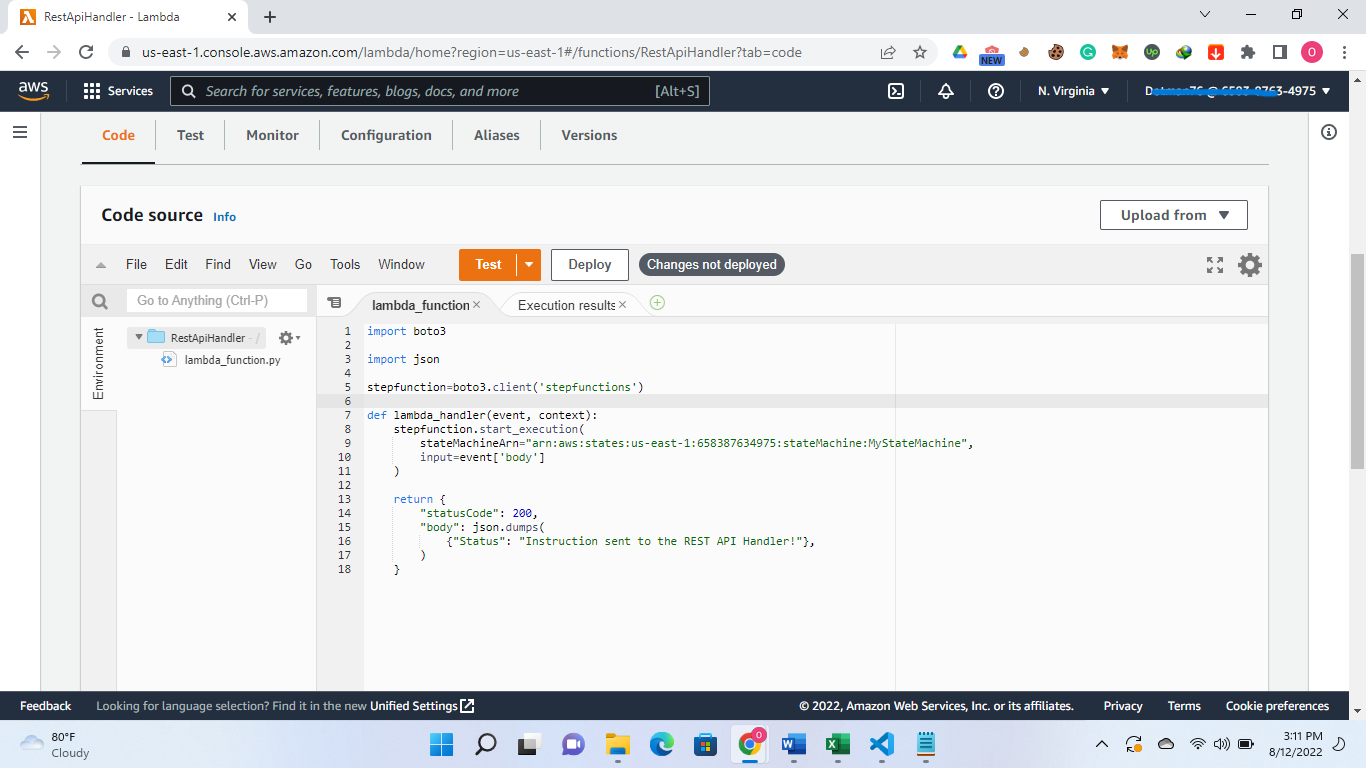 RestApiHandler - Lambda
us-east-1.console.aws.amazon.com/lambda/home?region=us-east-1#/functions/RestApiHandler?tab=code
NEW
Up
O
aws
Services
Search for services, features, blogs, docs, and more
[Alt+S]
N. Virginia
-4975
Code
Test
Monitor
Configuration
Aliases
Versions
Code source
Info
Upload from
File
Edit
Find
View
Go
Tools
Window
Test
Deploy
Changes not deployed
Go to Anything (Ctrl-P)
lambda_function
Execution results
Environment
RestApiHandler - /
lambda_function.py
1 import boto3
2
3 import json
4
5 stepfunction=boto3.client('stepfunctions')
6
7 def lambda_handler(event, context):
8     stepfunction.start_execution(
9         stateMachineArn="arn:aws:states:us-east-1:658387634975:stateMachine:MyStateMachine",
10         input=event['body']
11     )
12
13     return {
14         "statusCode": 200,
15         "body": json.dumps(
16             {"Status": "Instruction sent to the REST API Handler!"},
17         )
18     }
Feedback
Looking for language selection? Find it in the new Unified Settings
© 2022, Amazon Web Services, Inc. or its affiliates.
Privacy
Terms
Cookie preferences
80°F
Cloudy
3:11 PM
8/12/2022